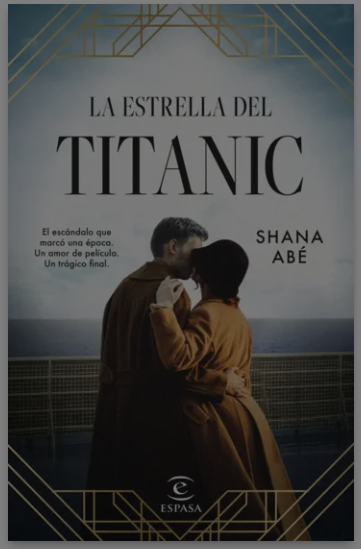 LA ESTRELLA DEL
TITANIC
El escándalo que
marcó una época.
Un amor de película.
Un trágico final.
SHANA
ABÉ
e
ESPASA